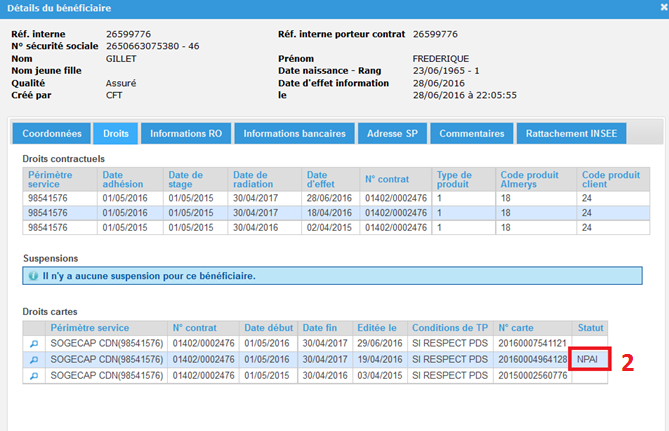 Détails du bénéficiaire
Réf. interne 26599776 Réf. interne porteur contrat 26599776
N° sécurité sociale 2650663075380 - 46
Nom GILLET Prénom FREDERIQUE
Nom jeune fille Date naissance - Rang 23/06/1965 - 1
Qualité Assuré Date d'effet information 28/06/2016
Créé par CFT le 28/06/2016 à 22:05:55
Coordonnées Droits Informations RO Informations bancaires Adresse SP Commentaires Rattachement INSEE
Droits contractuels
Périmètre service Date adhésion Date de stage Date de radiation Date d'effet N° contrat Type de produit Code produit Almerys Code produit client
98541576 01/05/2016 01/05/2015 30/04/2017 28/06/2016 01402/0002476 1 18 24
98541576 01/05/2016 01/05/2015 30/04/2017 18/04/2016 01402/0002476 1 18 24
98541576 01/05/2016 01/05/2015 30/04/2016 02/04/2015 01402/0002476 1 18 24
Suspensions
Il n'y a aucune suspension pour ce bénéficiaire.
Droits cartes
Périmètre service N° contrat Date début Date fin Editée le Conditions de TP N° carte Statut
SOGECAP CDN(98541576) 01402/0002476 01/05/2016 30/04/2017 29/06/2016 SI RESPECT PDS 20160007541121
SOGECAP CDN(98541576) 01402/0002476 01/05/2016 30/04/2017 19/04/2016 SI RESPECT PDS 20160004964128 NPAI 2
SOGECAP CDN(98541576) 01402/0002476 01/05/2015 30/04/2016 03/04/2015 SI RESPECT PDS 20150002560776